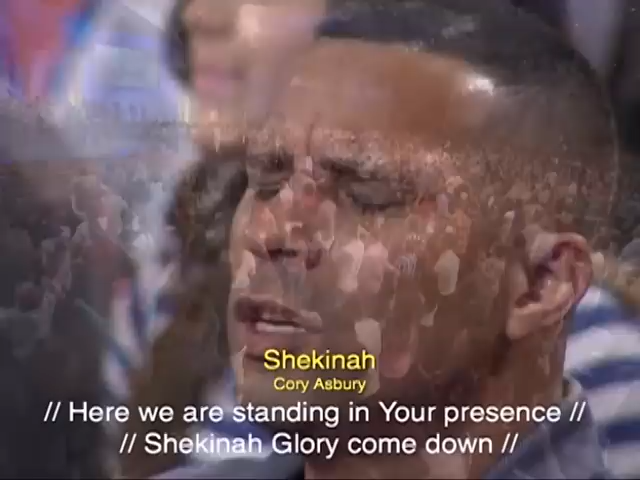 Shekinah
Cory Asbury
// Here we are standing in Your presence //
// Shekinah Glory come down //